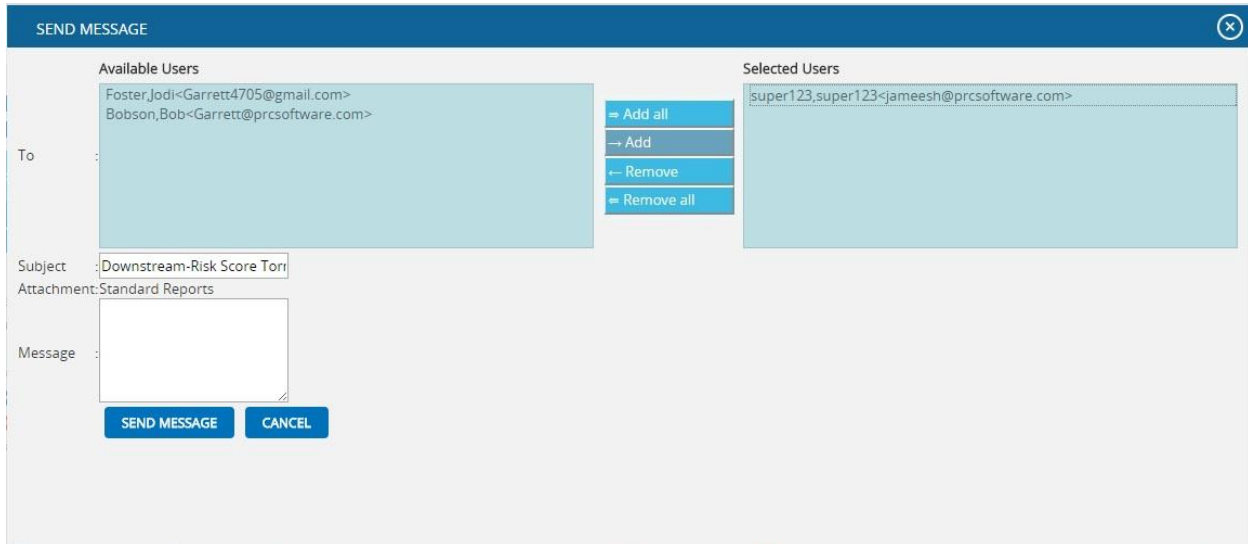 SEND MESSAGE
Available Users
Selected Users
Foster,Jodi<Garrett4705@gmail.com>
Bobson,Bob<Garrett@prcsoftware.com>
super123,super123<jameesh@prcsoftware.com>
⇒ Add all
→ Add
← Remove
⇐ Remove all
To :
Subject : Downstream-Risk Score Torr
Attachment: Standard Reports
Message :
SEND MESSAGE CANCEL